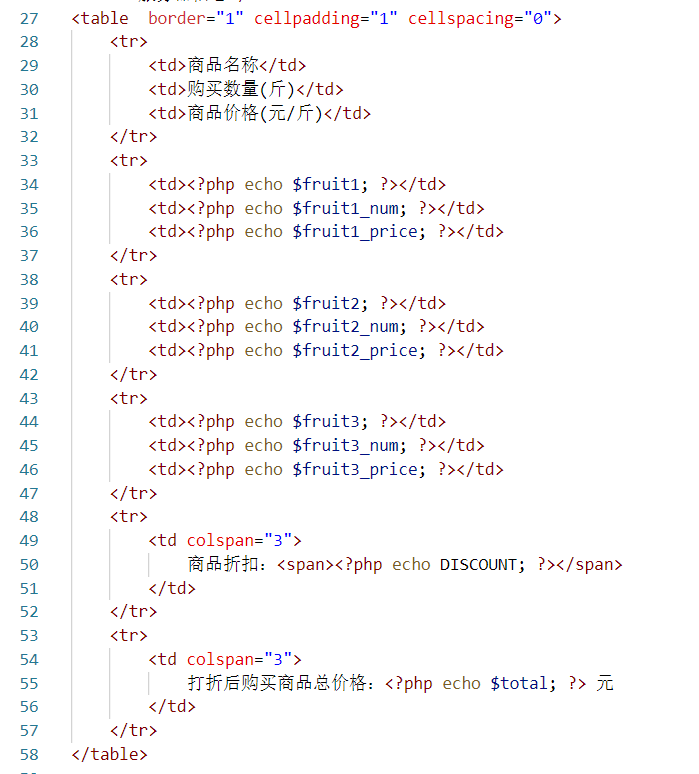 27 <table  border="1" cellpadding="1" cellspacing="0">
28     <tr>
29         <td>商品名称</td>
30         <td>购买数量(斤)</td>
31         <td>商品价格(元/斤)</td>
32     </tr>
33     <tr>
34         <td><?php echo $fruit1; ?></td>
35         <td><?php echo $fruit1_num; ?></td>
36         <td><?php echo $fruit1_price; ?></td>
37     </tr>
38     <tr>
39         <td><?php echo $fruit2; ?></td>
40         <td><?php echo $fruit2_num; ?></td>
41         <td><?php echo $fruit2_price; ?></td>
42     </tr>
43     <tr>
44         <td><?php echo $fruit3; ?></td>
45         <td><?php echo $fruit3_num; ?></td>
46         <td><?php echo $fruit3_price; ?></td>
47     </tr>
48     <tr>
49         <td colspan="3">
50             商品折扣：<span><?php echo DISCOUNT; ?></span>
51         </td>
52     </tr>
53     <tr>
54         <td colspan="3">
55             打折后购买商品总价格：<?php echo $total; ?> 元
56         </td>
57     </tr>
58 </table>